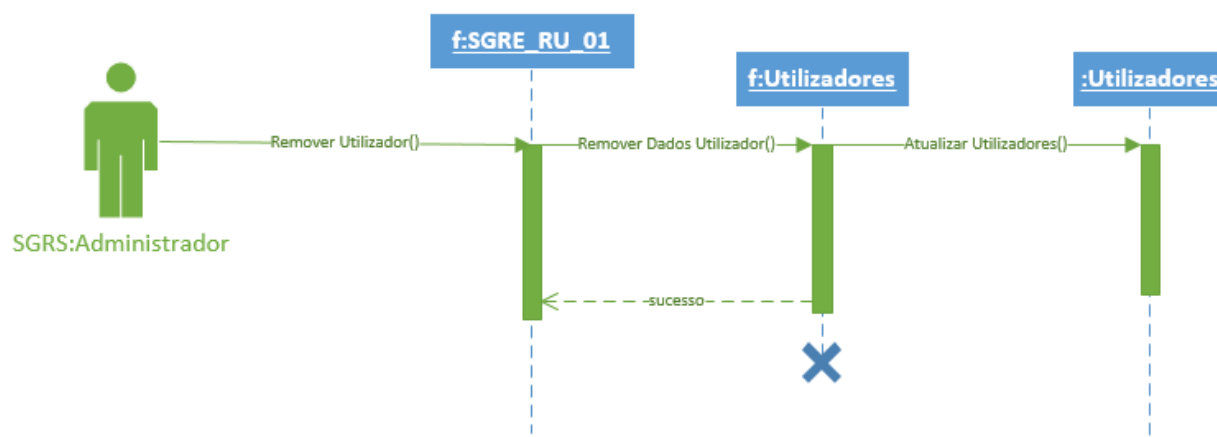 f:SGRE_RU_01
f:Utilizadores
:Utilizadores
Remover Utilizador()
Remover Dados Utilizador()
Atualizar Utilizadores()
SGRS:Administrador
sucesso